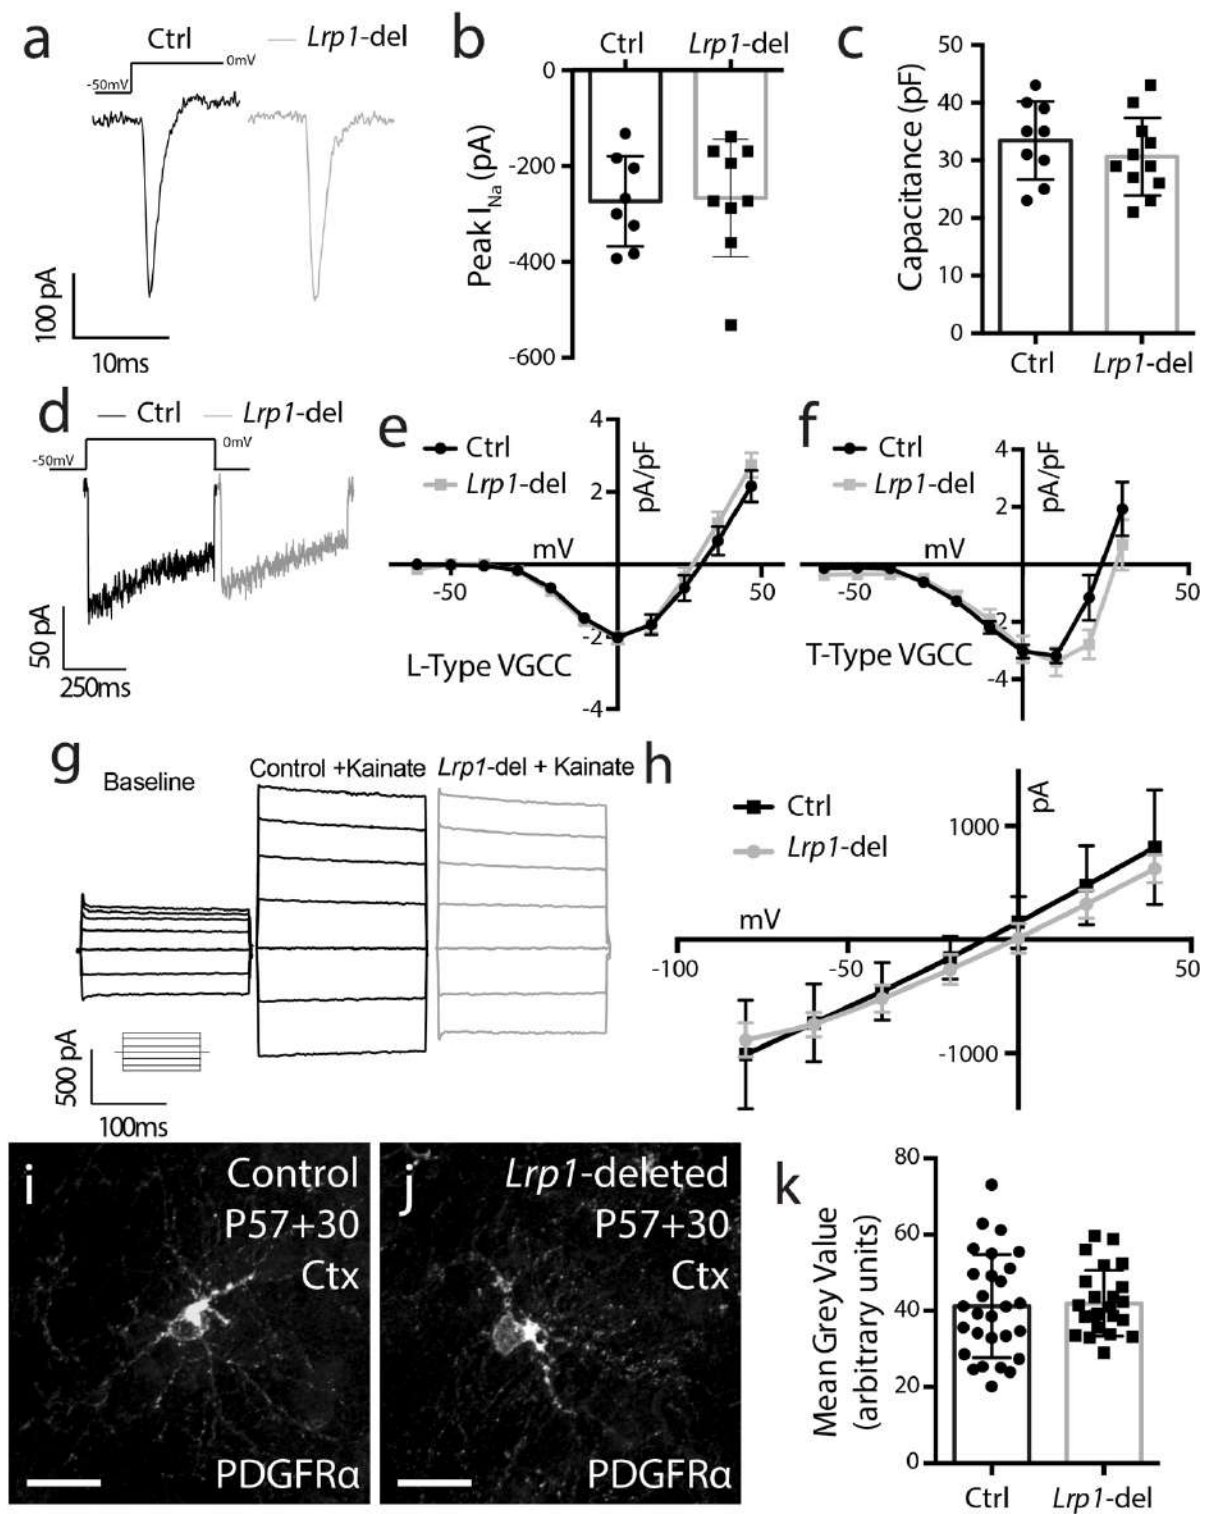 a
Ctrl
Lrp1-del
-50mV
0mV
100 pA
10ms
b
Ctrl
Lrp1-del
Peak INa (pA)
0
-200
-400
-600
c
Capacitance (pF)
50
40
30
20
10
0
Ctrl
Lrp1-del
d
Ctrl
Lrp1-del
-50mV
0mV
50 pA
250ms
e
Ctrl
Lrp1-del
pA/pF
mV
4
2
-2
-4
-50
50
L-Type VGCC
f
Ctrl
Lrp1-del
pA/pF
mV
4
2
-2
-4
-50
50
T-Type VGCC
g
Baseline
Control +Kainate
Lrp1-del + Kainate
500 pA
100ms
h
Ctrl
Lrp1-del
pA
mV
1000
-1000
-100
-50
50
i
Control
P57+30
Ctx
PDGFRα
j
Lrp1-deleted
P57+30
Ctx
PDGFRα
k
Mean Grey Value
(arbitrary units)
80
60
40
20
0
Ctrl
Lrp1-del